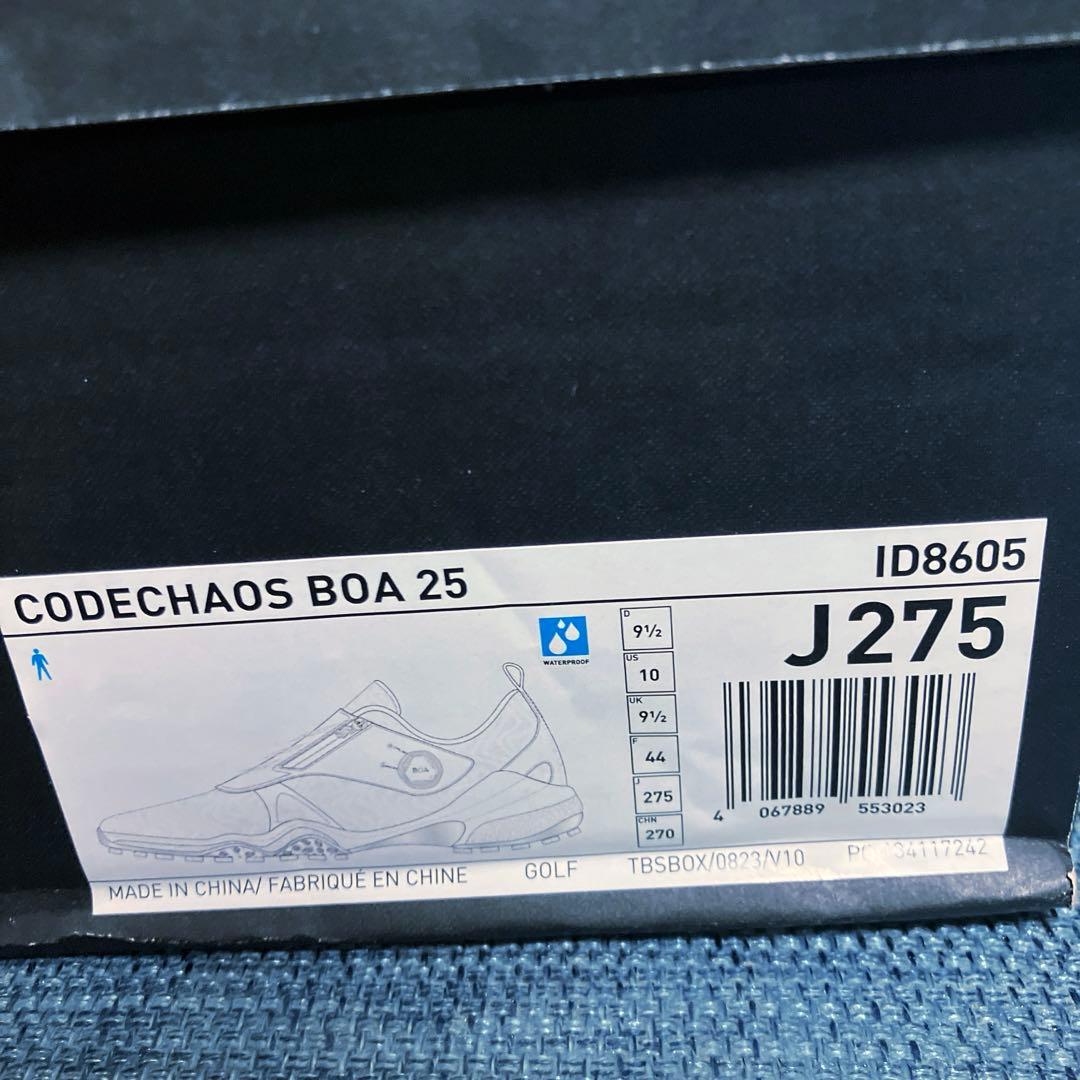 CODECHAOS BOA 25
ID8605
J275
WATERPROOF
D
9½
US
10
UK
9½
F
44
J
275
CHN
270
BOA
4 067889 553023
MADE IN CHINA/ FABRIQUÉ EN CHINE
GOLF
TBSBOX/0823/V10
34117242